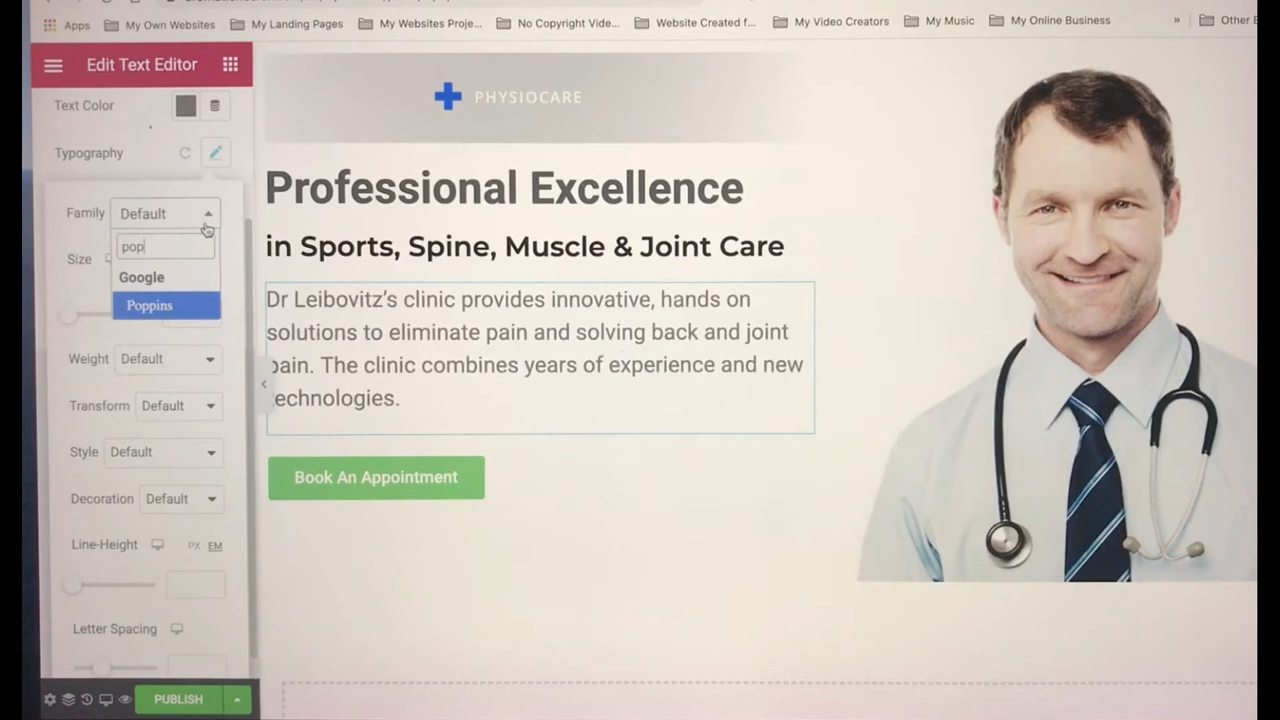 Apps
My Own Websites
My Landing Pages
My Websites Proje...
No Copyright Vide...
Website Created f...
My Video Creators
My Music
My Online Business
»
Other
Edit Text Editor
Text Color
Typography
Family
Default
pop
Size
Google
Poppins
Weight
Default
Transform
Default
Style
Default
Decoration
Default
Line-Height
PX EM
Letter Spacing
PUBLISH
PHYSIOCARE
Professional Excellence
in Sports, Spine, Muscle & Joint Care
Dr Leibovitz's clinic provides innovative, hands on
solutions to eliminate pain and solving back and joint
pain. The clinic combines years of experience and new
technologies.
Book An Appointment